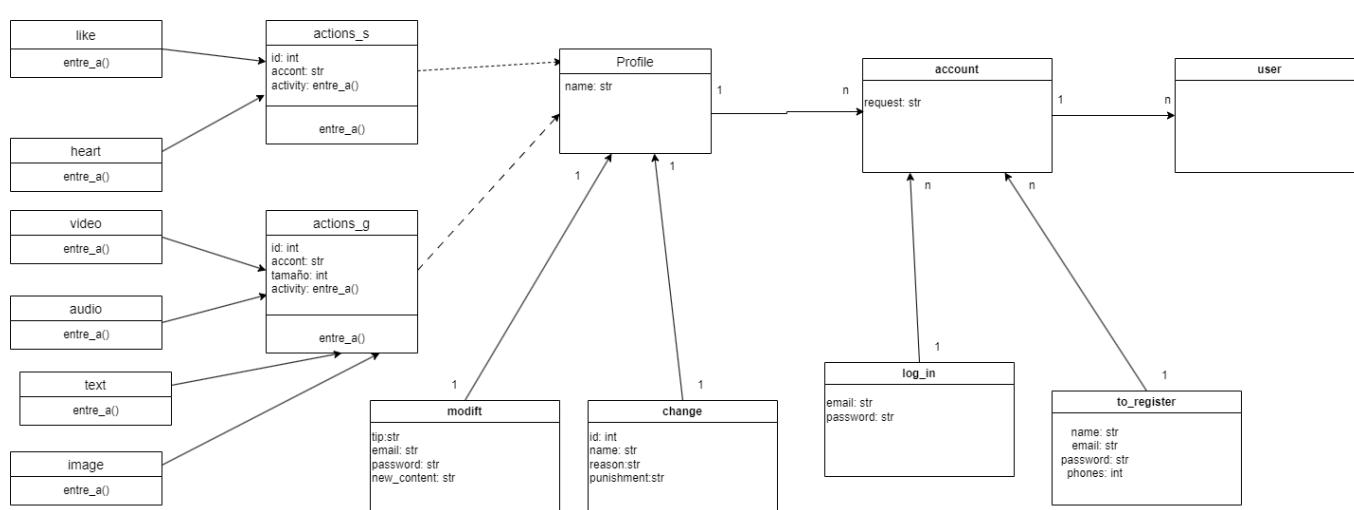 like
entre_a()
heart
entre_a()
video
entre_a()
audio
entre_a()
text
entre_a()
image
entre_a()
actions_s
id: int
accont: str
activity: entre_a()
entre_a()
actions_g
id: int
accont: str
tamaño: int
activity: entre_a()
entre_a()
Profile
name: str
1
n
1
1
1
1
modift
tip:str
email: str
password: str
new_content: str
change
id: int
name: str
reason:str
punishment:str
account
request: str
1
n
n
n
1
1
user
log_in
email: str
password: str
to_register
name: str
email: str
password: str
phones: int